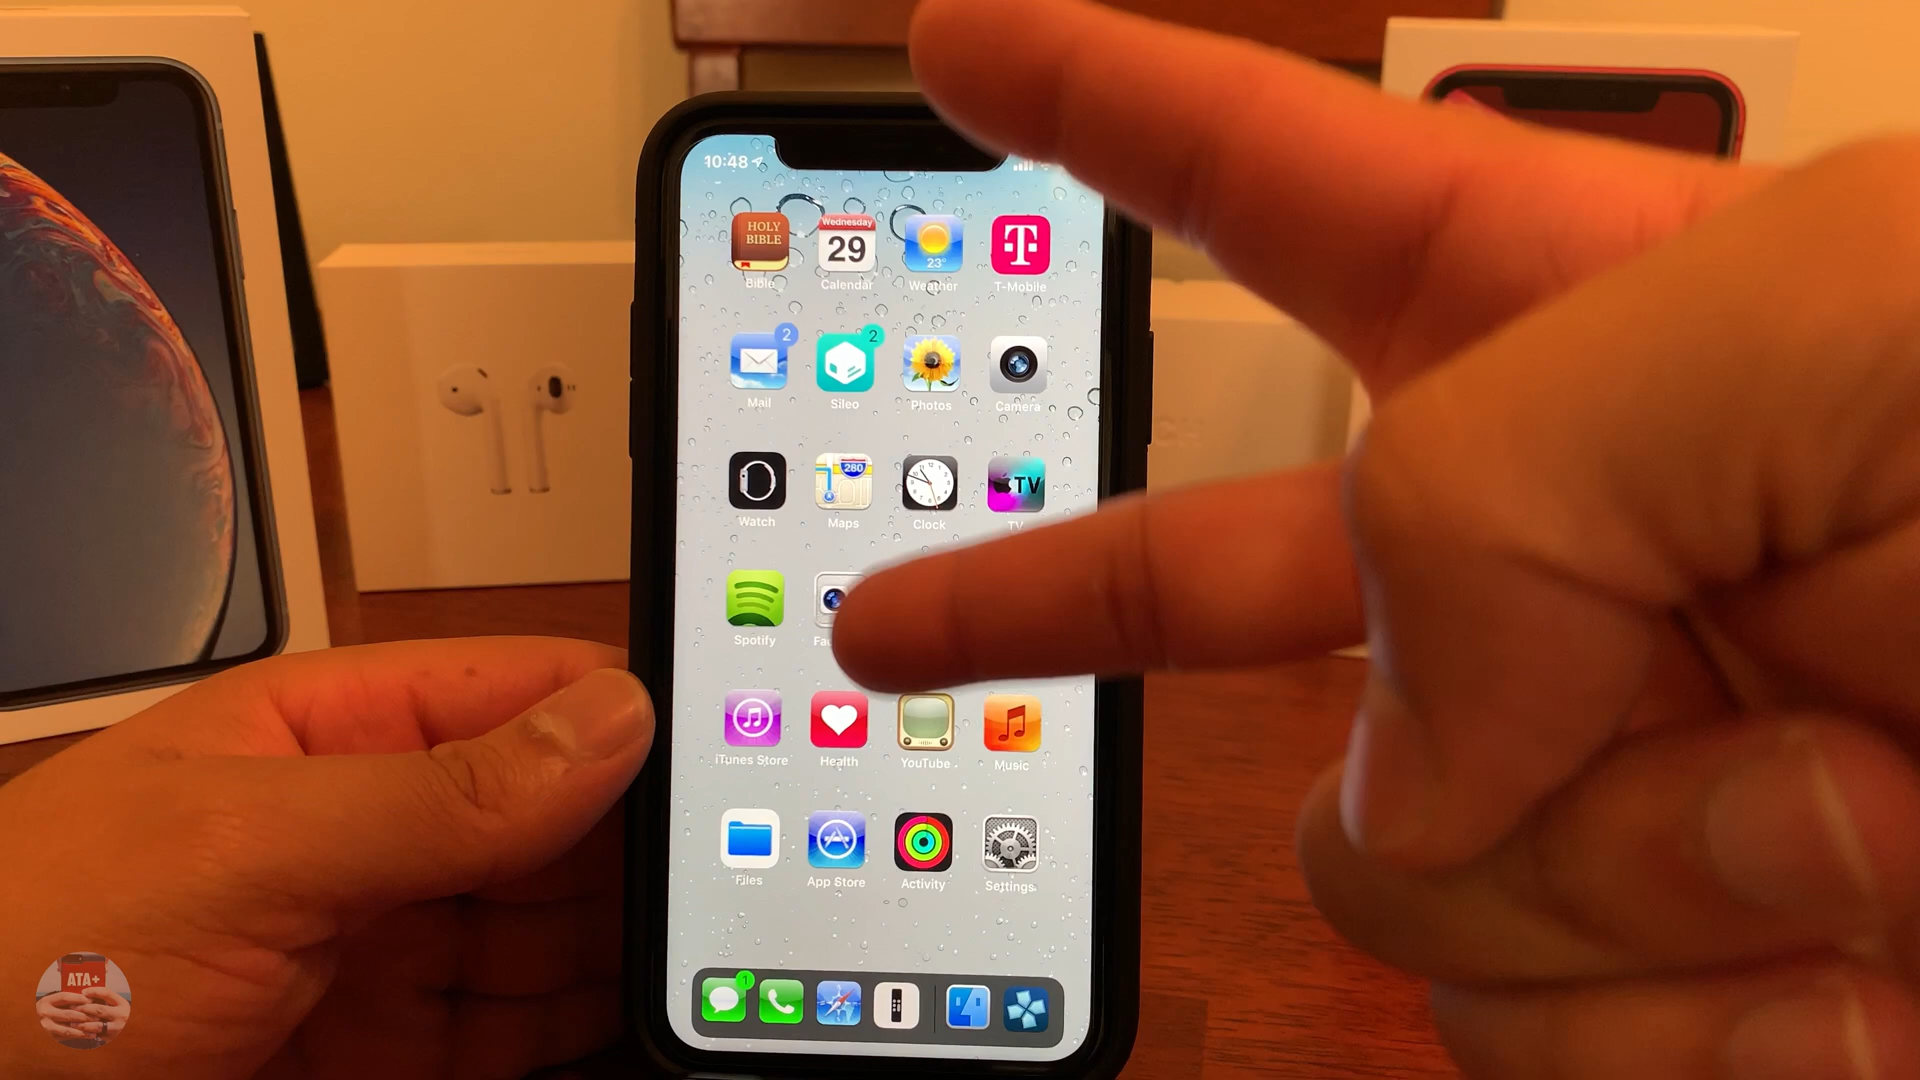 10:48
HOLY
BIBLE
Bible
Wednesday
29
Calendar
23°
Weather
T
T-Mobile
2
Mail
2
Sileo
Photos
Camera
Watch
280
Maps
Clock
TV
TV
Spotify
iTunes Store
Health
YouTube
Music
Files
App Store
Activity
Settings
1
ATA+